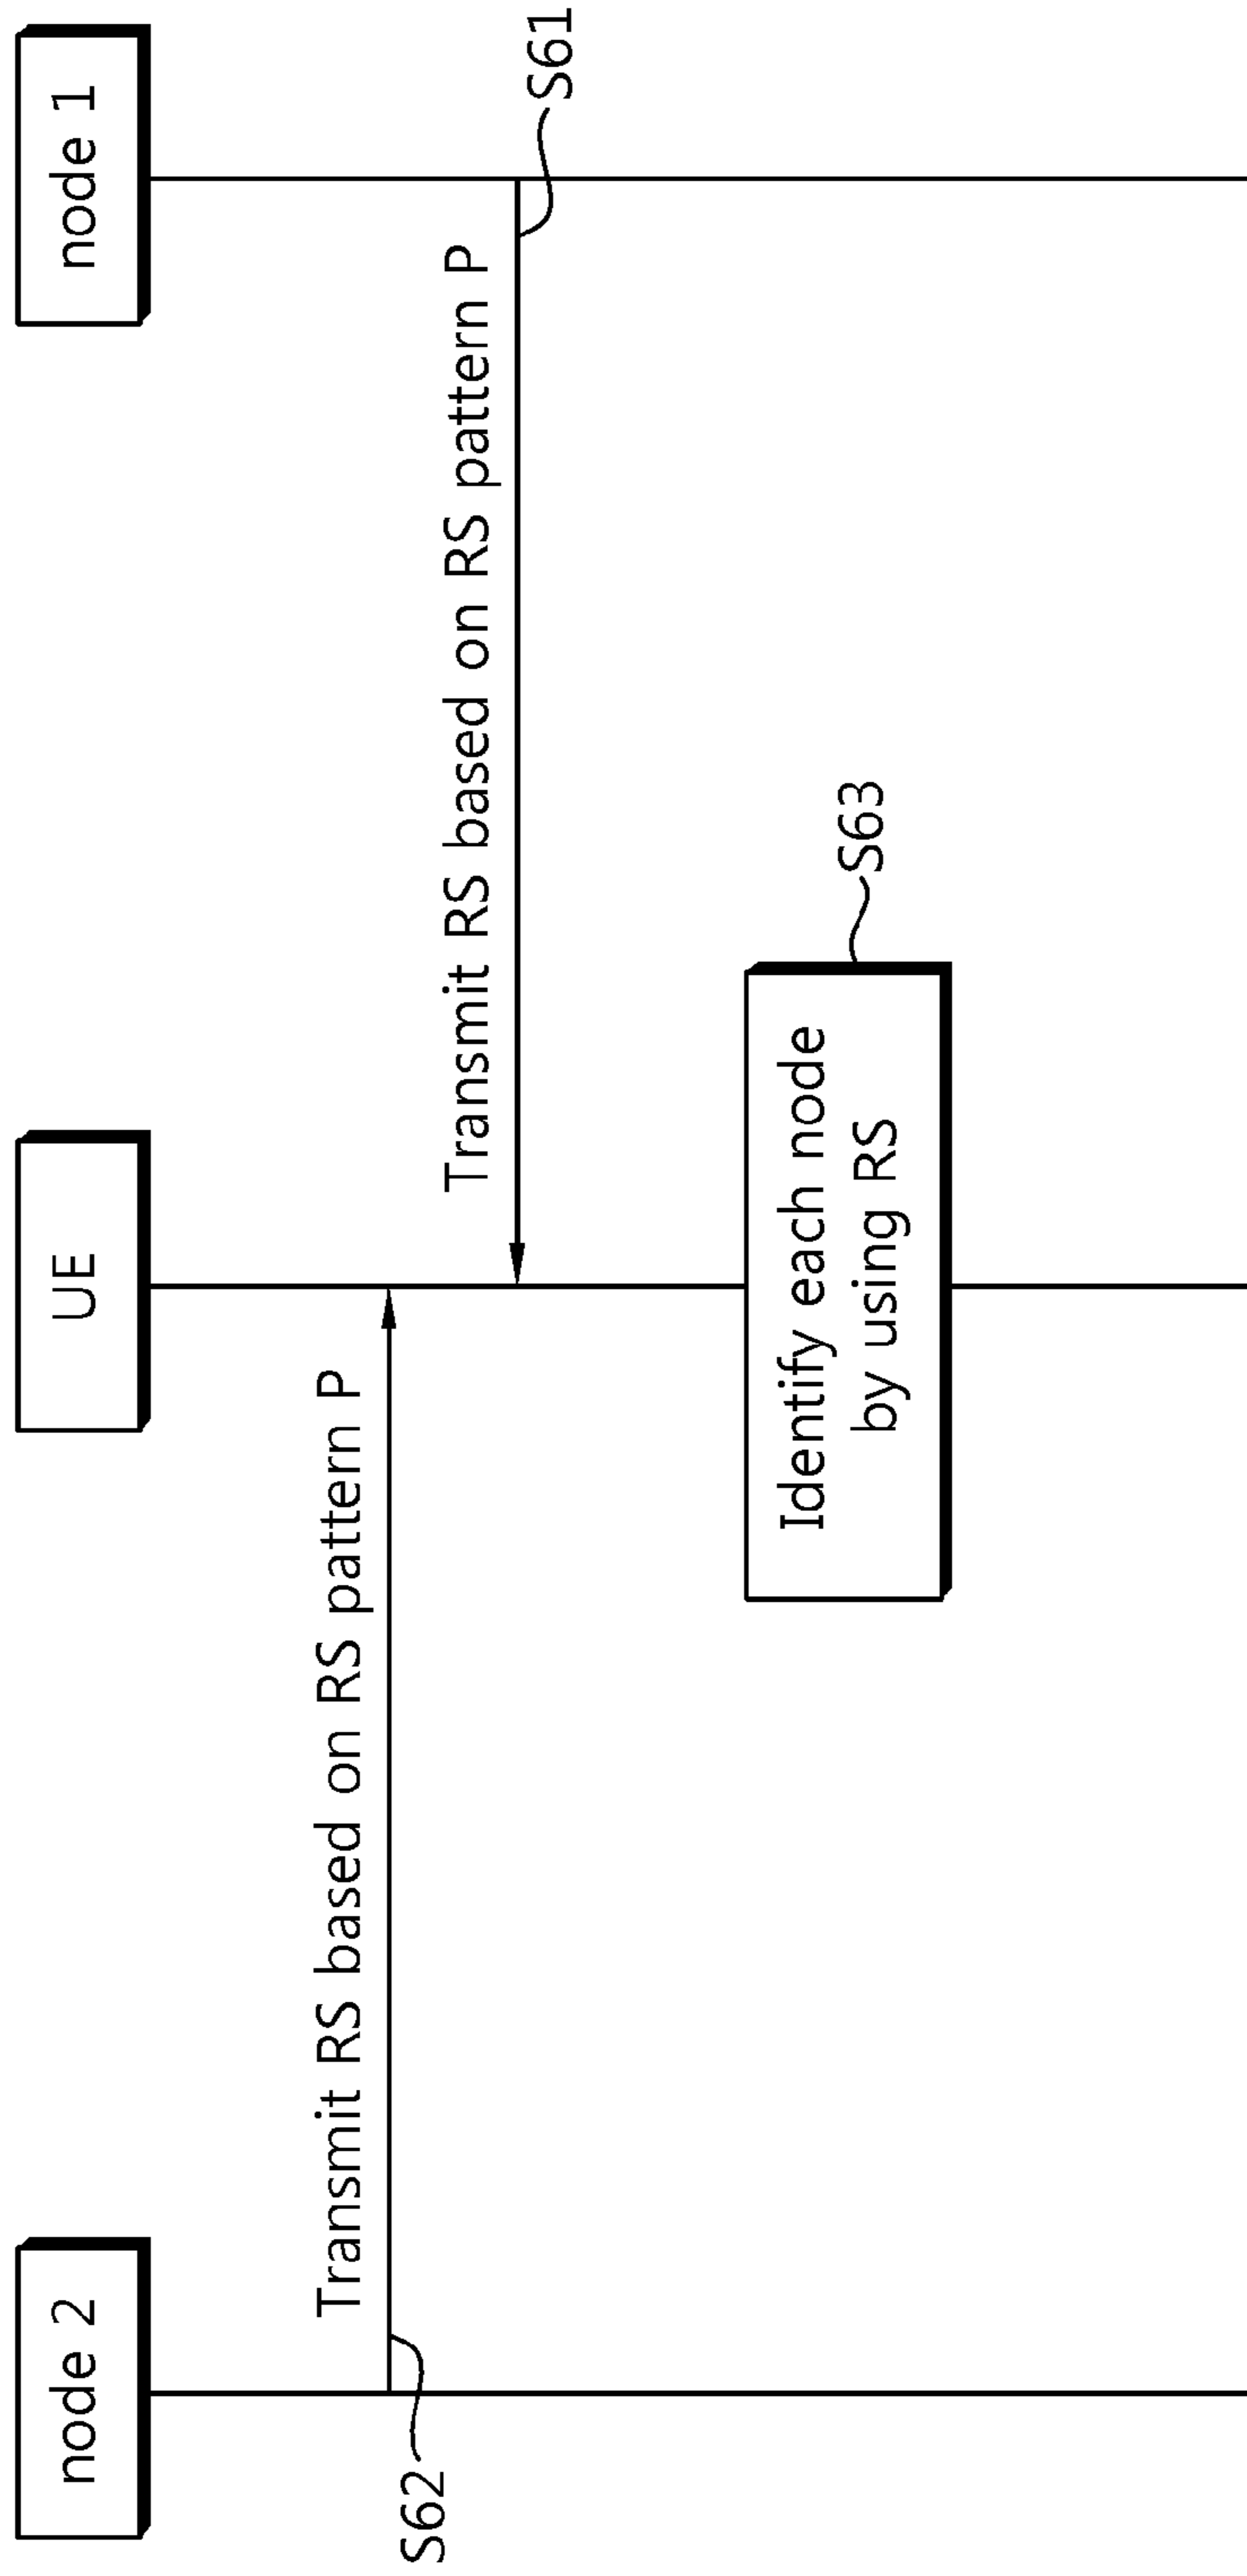 node 2
UE
node 1
Transmit RS based on RS pattern P
S62
Transmit RS based on RS pattern P
S61
Identify each node
by using RS
S63